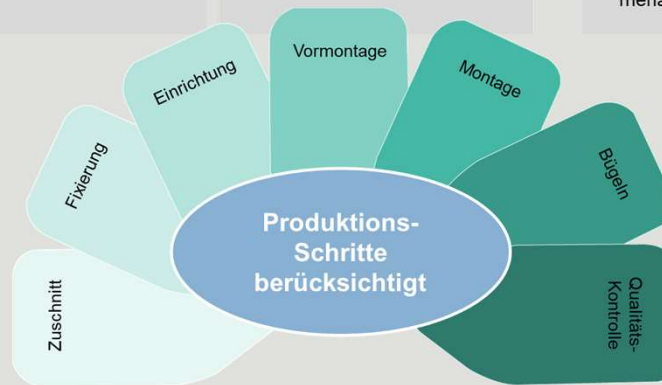 Zuschnitt
Fixierung
Einrichtung
Vormontage
Montage
Bügeln
Qualitäts-
Kontrolle
Produktions-
Schritte
berücksichtigt